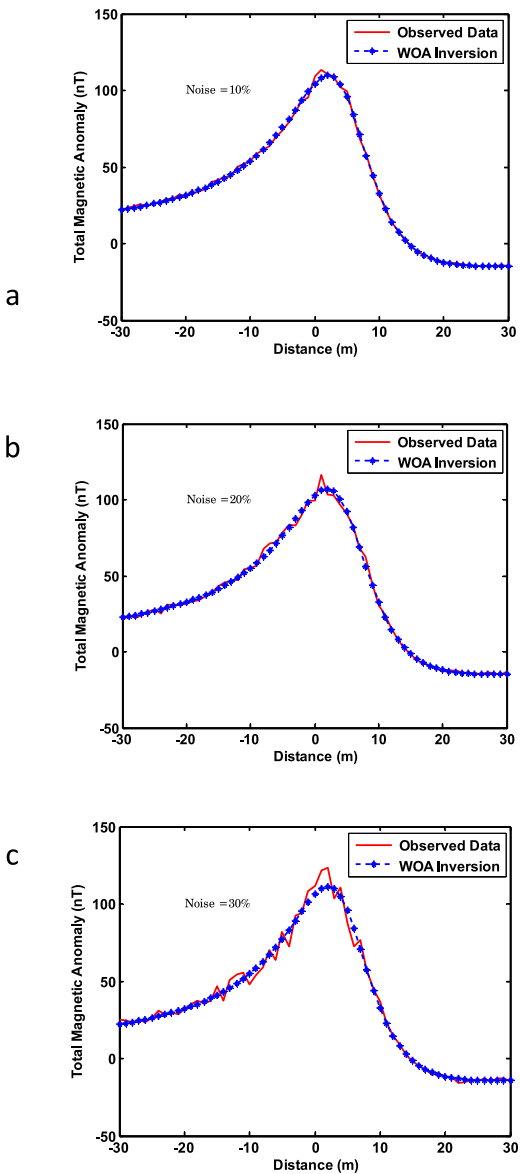 a
150
100
50
0
-50
Total Magnetic Anomaly (nT)
Observed Data
WOA Inversion
Noise = 10%
-30 -20 -10 0 10 20 30
Distance (m)
b
150
100
50
0
-50
Total Magnetic Anomaly (nT)
Observed Data
WOA Inversion
Noise = 20%
-30 -20 -10 0 10 20 30
Distance (m)
c
150
100
50
0
-50
Total Magnetic Anomaly (nT)
Observed Data
WOA Inversion
Noise = 30%
-30 -20 -10 0 10 20 30
Distance (m)